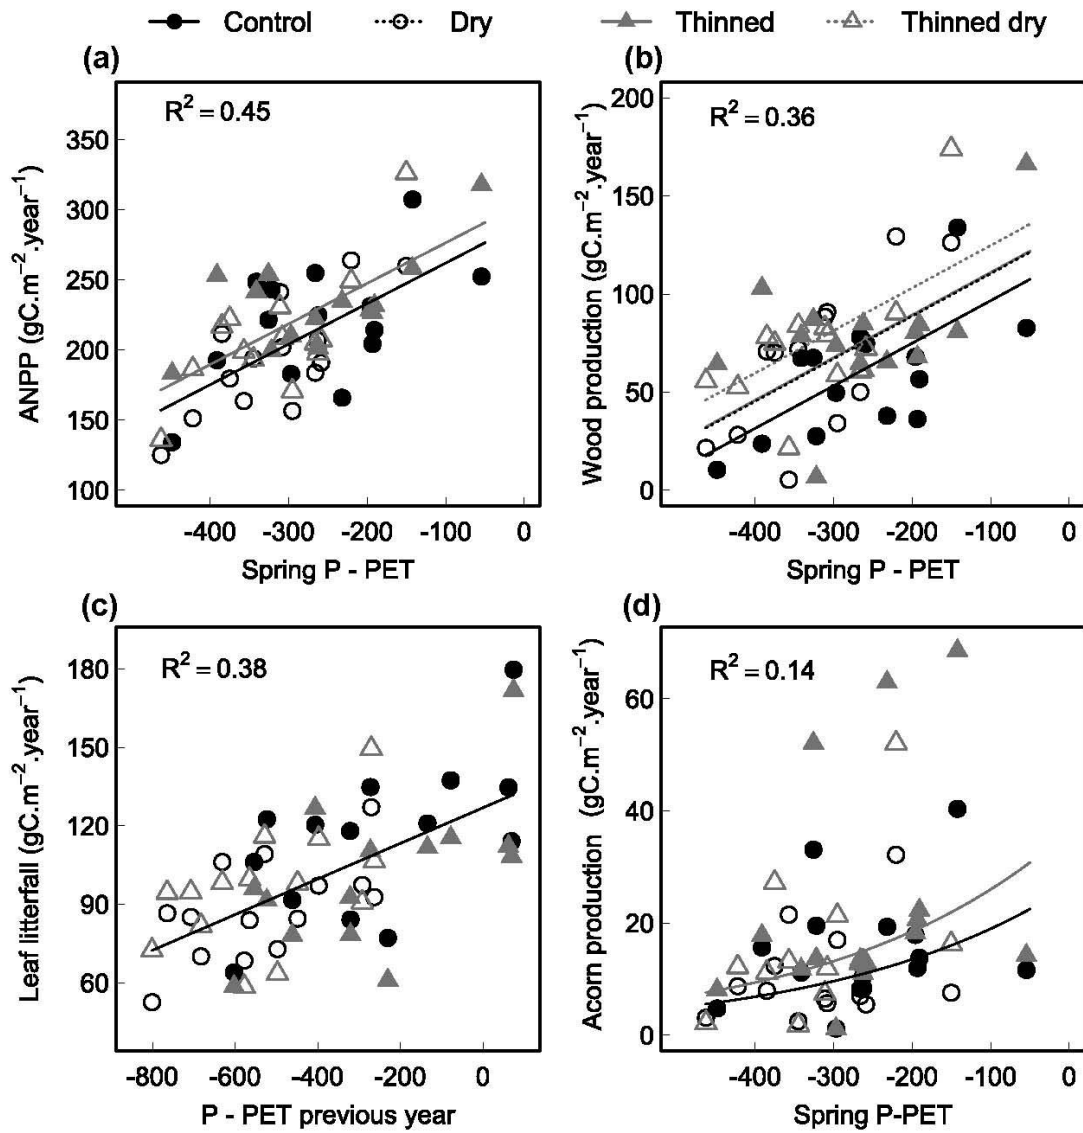 Control Dry Thinned Thinned dry
(a) (b)
R² = 0.45
R² = 0.36
ANPP (gC.m⁻².year⁻¹)
350
300
250
200
150
100
-400 -300 -200 -100 0
Spring P - PET
Wood production (gC.m⁻².year⁻¹)
200
150
100
50
0
-400 -300 -200 -100 0
Spring P - PET
(c) (d)
R² = 0.38
R² = 0.14
Leaf litterfall (gC.m⁻².year⁻¹)
180
150
120
90
60
-800 -600 -400 -200 0
P - PET previous year
Acorn production (gC.m⁻².year⁻¹)
60
40
20
0
-400 -300 -200 -100 0
Spring P-PET